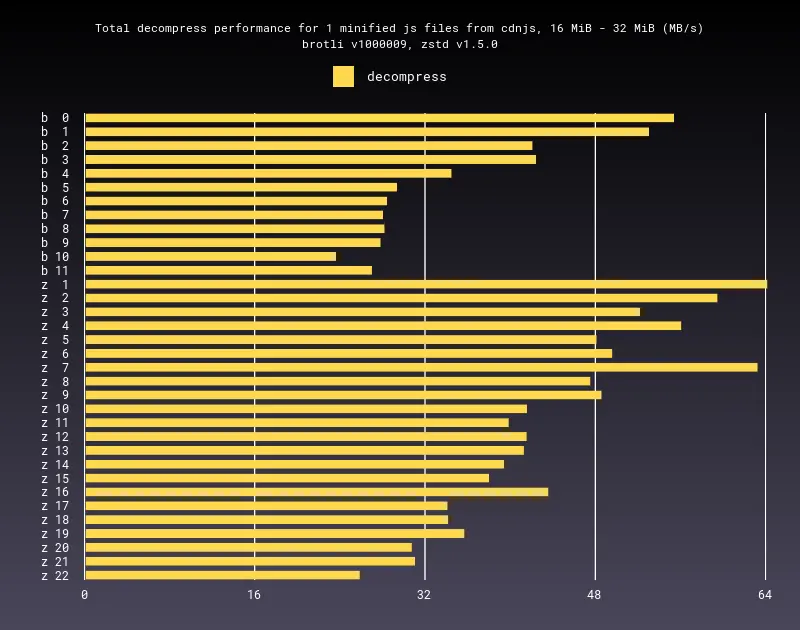 Total decompress performance for 1 minified js files from cdnjs, 16 MiB - 32 MiB (MB/s)
brotli v1000009, zstd v1.5.0
decompress
b 0
b 1
b 2
b 3
b 4
b 5
b 6
b 7
b 8
b 9
b 10
b 11
z 1
z 2
z 3
z 4
z 5
z 6
z 7
z 8
z 9
z 10
z 11
z 12
z 13
z 14
z 15
z 16
z 17
z 18
z 19
z 20
z 21
z 22
0 16 32 48 64